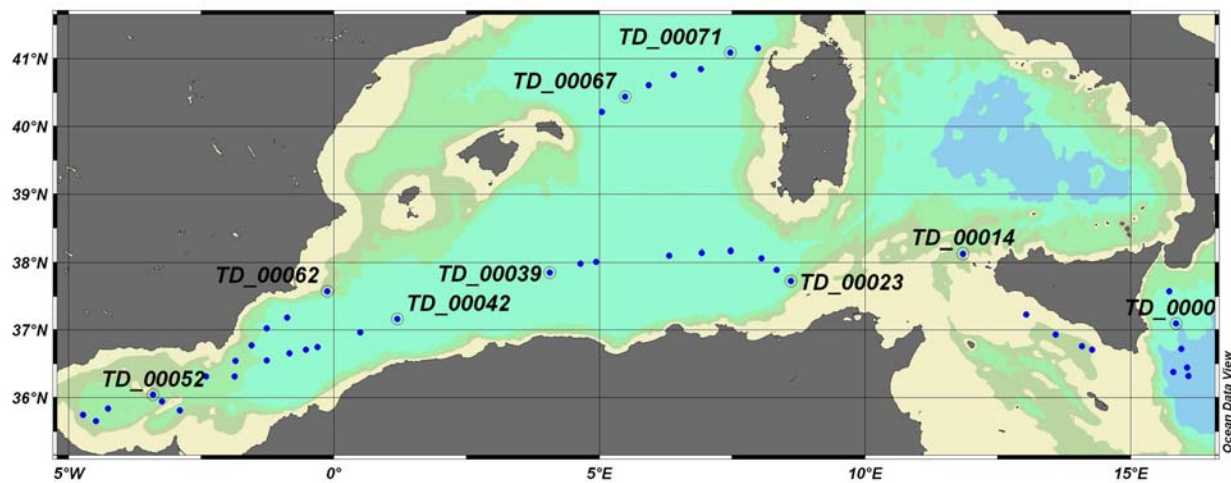 41°N
TD_00071
TD_00067
40°N
39°N
38°N
TD_00014
TD_00062
TD_00039
TD_00023
TD_00042
TD_0000
37°N
TD_00052
36°N
Ocean Data View
5°W
0°
5°E
10°E
15°E